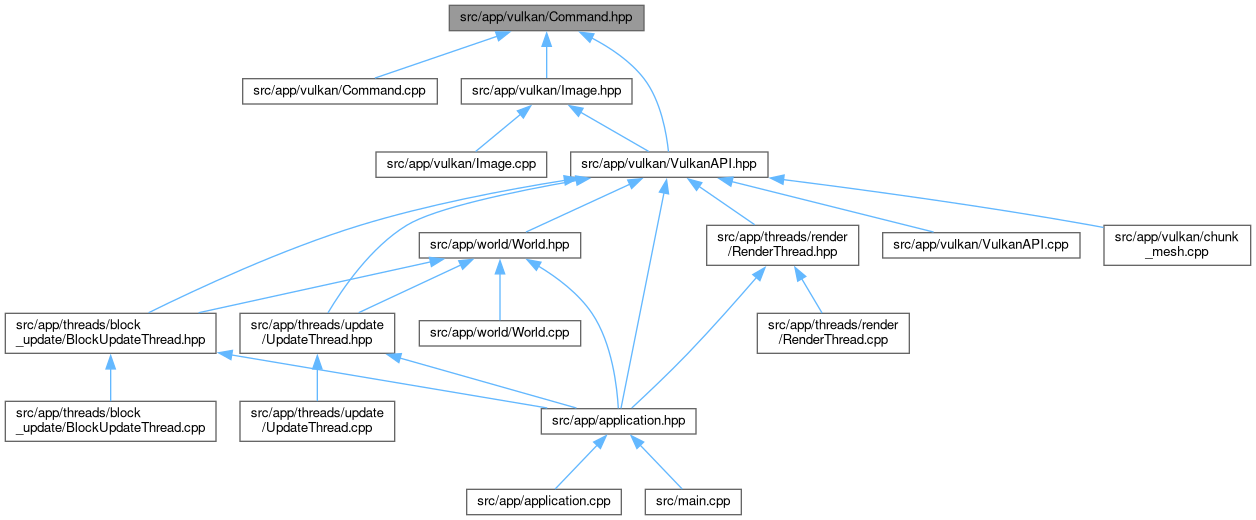 src/app/vulkan/Command.hpp
src/app/vulkan/Command.cpp
src/app/vulkan/Image.hpp
src/app/vulkan/Image.cpp
src/app/vulkan/VulkanAPI.hpp
src/app/world/World.hpp
src/app/threads/render
/RenderThread.hpp
src/app/vulkan/VulkanAPI.cpp
src/app/vulkan/chunk
_mesh.cpp
src/app/threads/block
_update/BlockUpdateThread.hpp
src/app/threads/update
/UpdateThread.hpp
src/app/world/World.cpp
src/app/threads/render
/RenderThread.cpp
src/app/threads/block
_update/BlockUpdateThread.cpp
src/app/threads/update
/UpdateThread.cpp
src/app/application.hpp
src/app/application.cpp
src/main.cpp